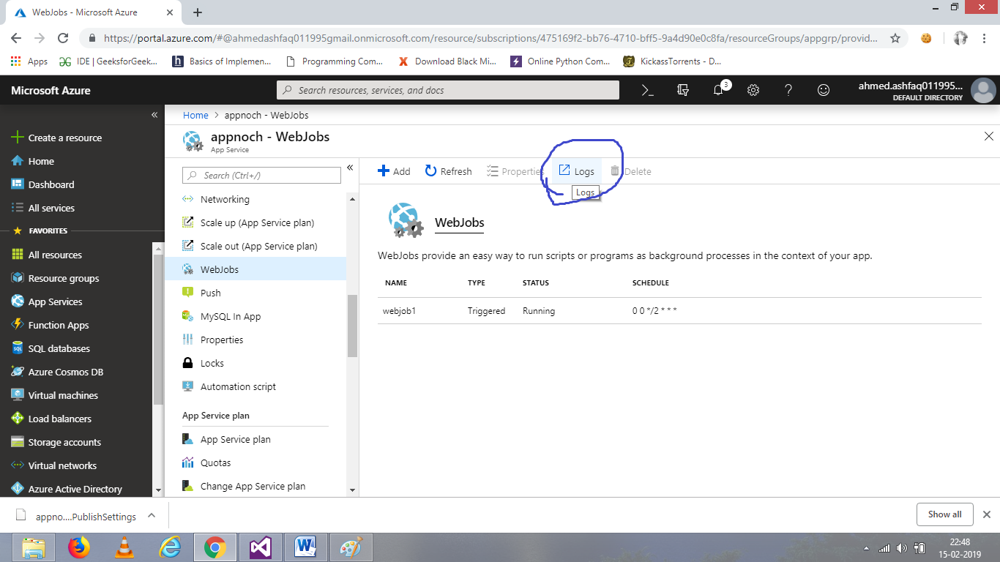 WebJobs - Microsoft Azure
https://portal.azure.com/#@ahmedashfaq011995gmail.onmicrosoft.com/resource/subscriptions/475169f2-bb76-4710-bff5-9a4d90e0c8fa/resourceGroups/appgrp/provid...
Apps IDE | GeeksforGeek... Basics of Implemen... Programming Com... Download Black Mi... Online Python Com... KickassTorrents - D...
Microsoft Azure
Search resources, services, and docs
3
ahmed.ashfaq011995...
DEFAULT DIRECTORY
Create a resource
Home
Dashboard
All services
FAVORITES
All resources
Resource groups
App Services
Function Apps
SQL databases
Azure Cosmos DB
Virtual machines
Load balancers
Storage accounts
Virtual networks
Azure Active Directory
Home > appnoch - WebJobs
appnoch - WebJobs
App Service
Search (Ctrl+/)
Networking
Scale up (App Service plan)
Scale out (App Service plan)
WebJobs
Push
MySQL In App
Properties
Locks
Automation script
App Service plan
App Service plan
Quotas
Change App Service plan
Add Refresh Properties Logs Delete
Logs
WebJobs
WebJobs provide an easy way to run scripts or programs as background processes in the context of your app.
NAME TYPE STATUS SCHEDULE
webjob1 Triggered Running 0 0 */2 * * *
appno....PublishSettings
Show all
22:48
15-02-2019